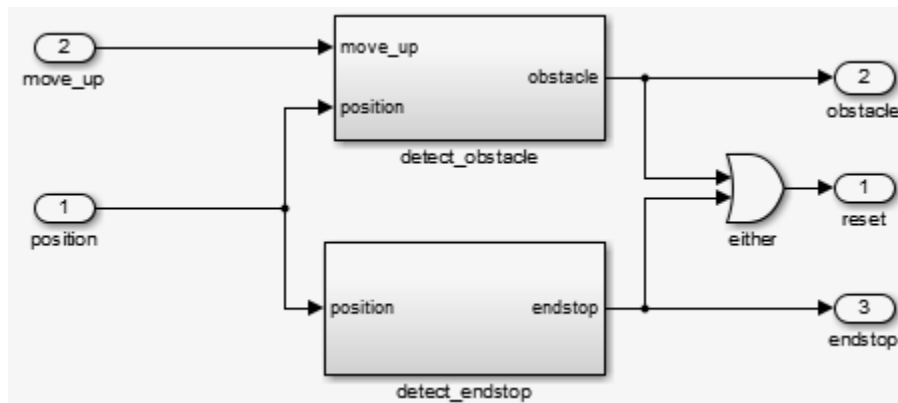 2
move_up
move_up
position
obstacle
detect_obstacle
2
obstacle
1
position
either
1
reset
position
endstop
detect_endstop
3
endstop